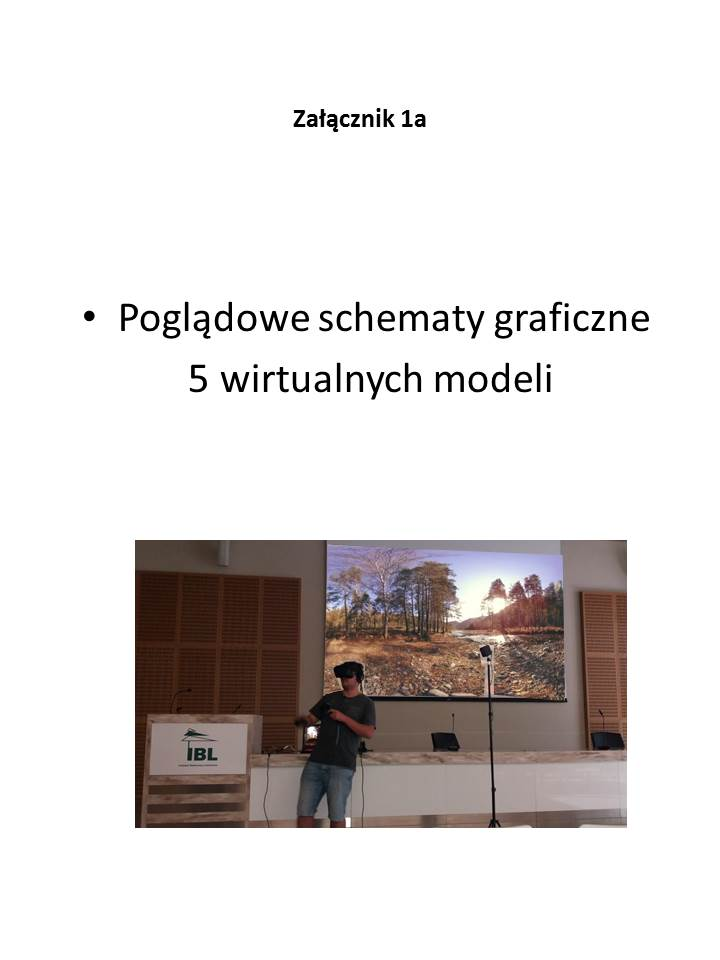 Załącznik 1a
• Poglądowe schematy graficzne
5 wirtualnych modeli
IBL